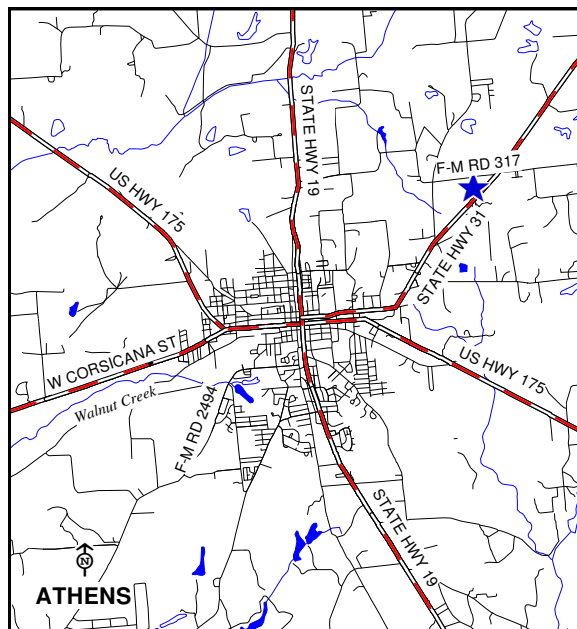 STATE HWY 19
F-M RD 317
US HWY 175
STATE HWY 31
W CORSICANA ST
US HWY 175
Walnut Creek
F-M RD 2494
STATE HWY 19
N
ATHENS